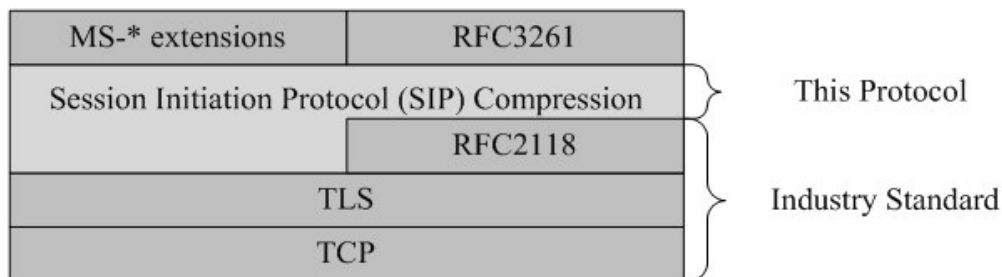 MS-* extensions RFC3261
Session Initiation Protocol (SIP) Compression This Protocol
RFC2118
TLS Industry Standard
TCP